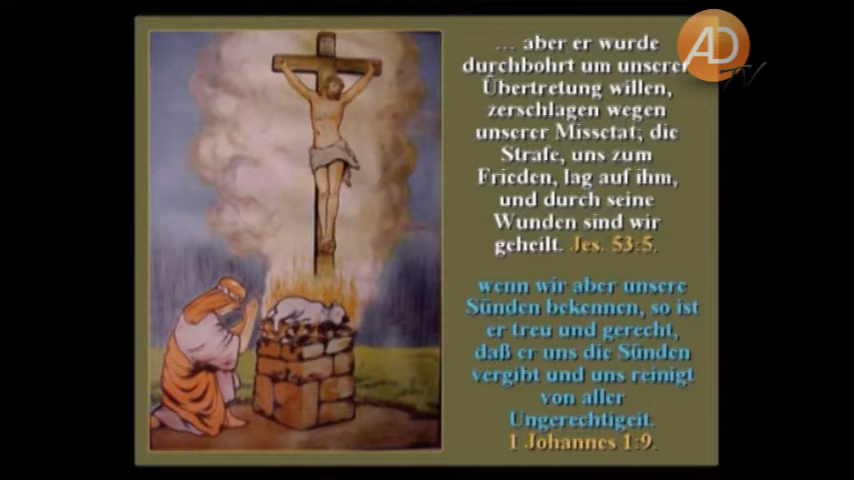 … aber er wurde
durchbohrt um unserer
Übertretung willen,
zerschlagen wegen
unserer Missetat; die
Strafe, uns zum
Frieden, lag auf ihm,
und durch seine
Wunden sind wir
geheilt. Jes. 53:5.
wenn wir aber unsere
Sünden bekennen, so ist
er treu und gerecht,
daß er uns die Sünden
vergibt und uns reinigt
von aller
Ungerechtigeit.
1 Johannes 1:9.
AD
TV